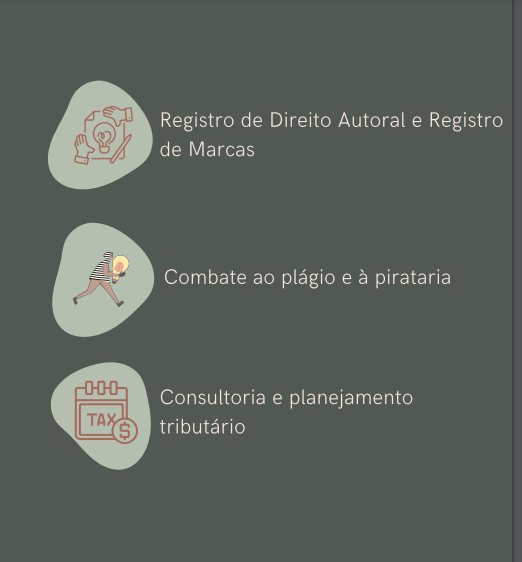 Registro de Direito Autoral e Registro
de Marcas
Combate ao plágio e à pirataria
TAX
$
Consultoria e planejamento
tributário